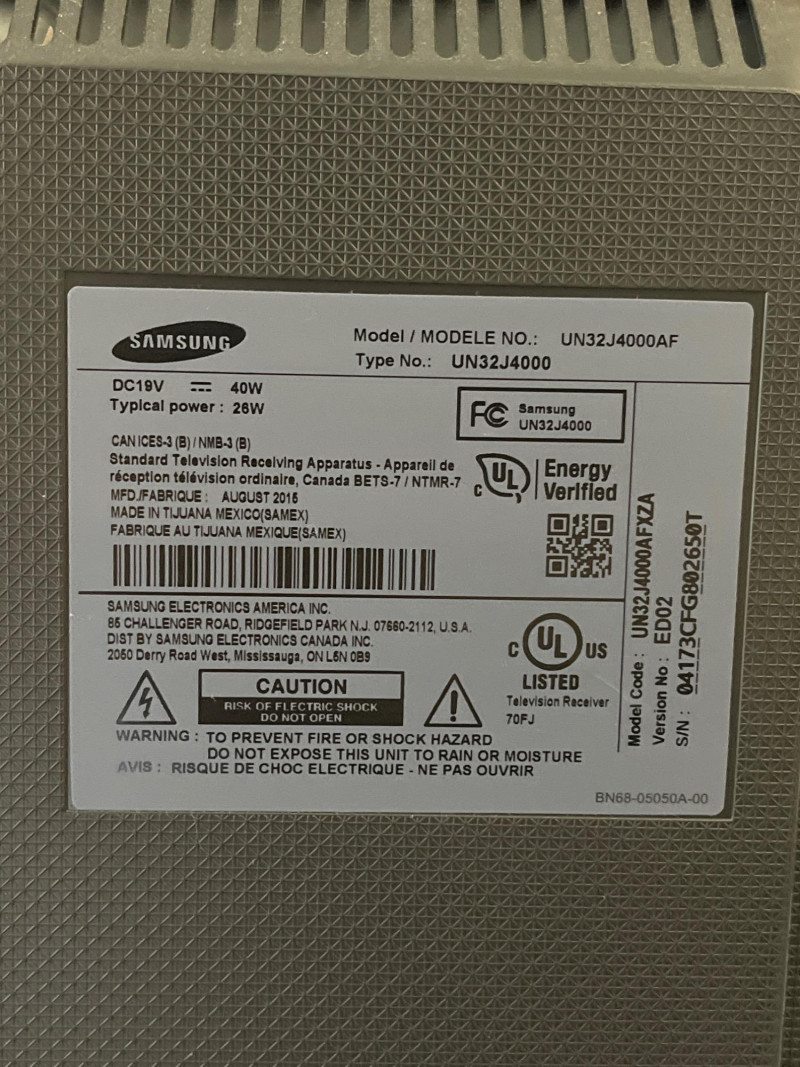 SAMSUNG
Model / MODELE NO.: UN32J4000AF
Type No.: UN32J4000
DC19V ⎓ 40W
Typical power : 26W
FC Samsung
UN32J4000
CAN ICES-3 (B) / NMB-3 (B)
Standard Television Receiving Apparatus - Appareil de
réception télévision ordinaire, Canada BETS-7 / NTMR-7
MFD./FABRIQUE : AUGUST 2015
MADE IN TIJUANA MEXICO(SAMEX)
FABRIQUE AU TIJUANA MEXIQUE(SAMEX)
C UL Energy
Verified
SAMSUNG ELECTRONICS AMERICA INC.
85 CHALLENGER ROAD, RIDGEFIELD PARK N.J. 07660-2112, U.S.A.
DIST BY SAMSUNG ELECTRONICS CANADA INC.
2050 Derry Road West, Mississauga, ON L5N 0B9
C UL US
LISTED
Television Receiver
70FJ
CAUTION
RISK OF ELECTRIC SHOCK
DO NOT OPEN
WARNING : TO PREVENT FIRE OR SHOCK HAZARD
DO NOT EXPOSE THIS UNIT TO RAIN OR MOISTURE
AVIS : RISQUE DE CHOC ELECTRIQUE - NE PAS OUVRIR
Model Code : UN32J4000AFXZA
Version No : ED02
S/N : 04173CFG802650T
BN68-05050A-00